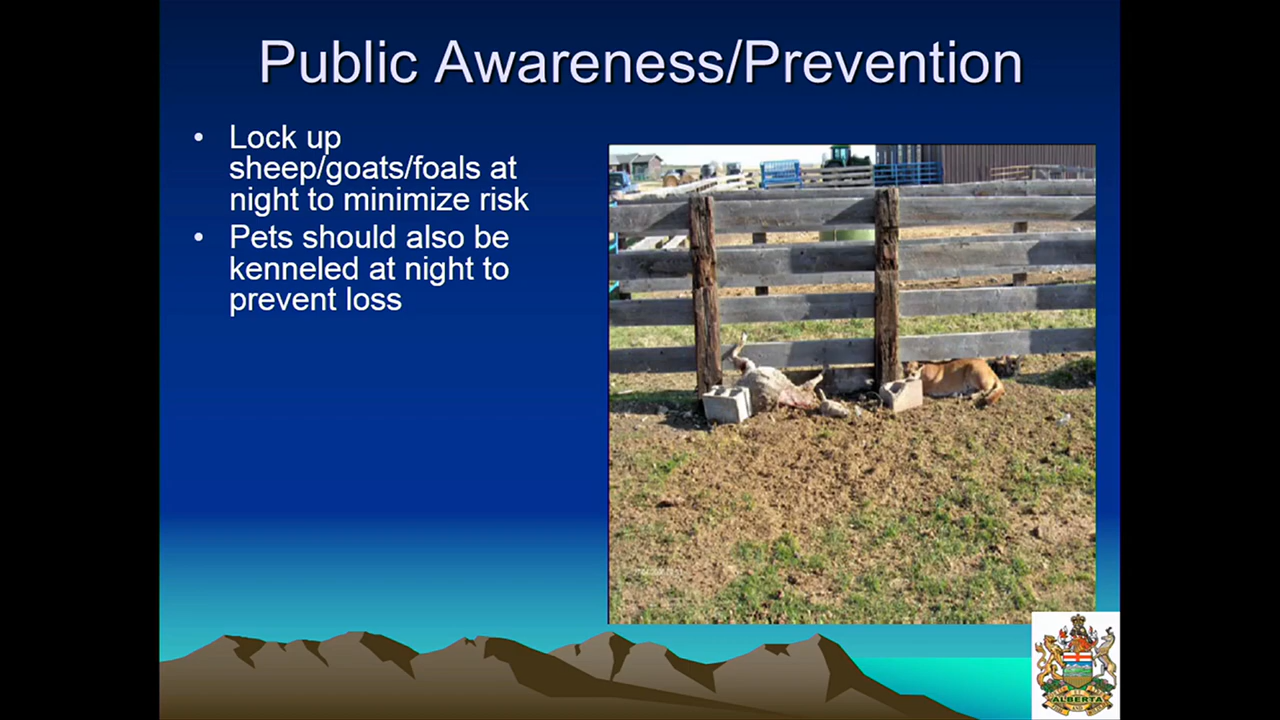 Public Awareness/Prevention
• Lock up
sheep/goats/foals at
night to minimize risk
• Pets should also be
kenneled at night to
prevent loss
ALBERTA